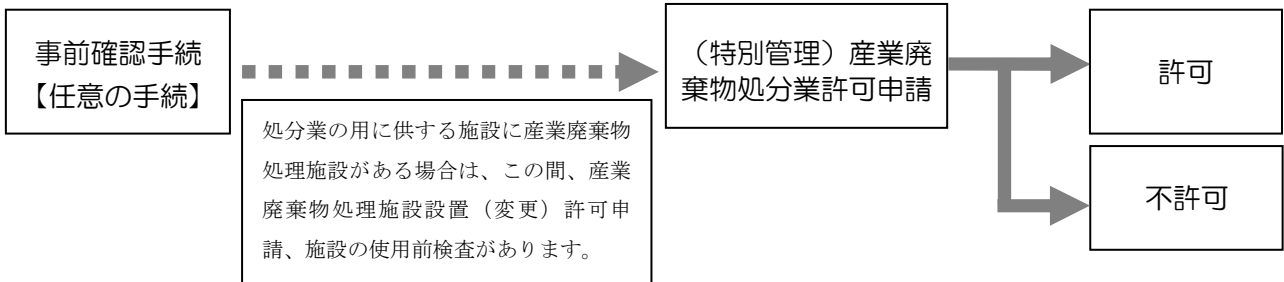 事前確認手続
【任意の手続】
処分業の用に供する施設に産業廃棄物
処理施設がある場合は、この間、産業
廃棄物処理施設設置（変更）許可申
請、施設の使用前検査があります。
（特別管理）産業廃
棄物処分業許可申請
許可
不許可